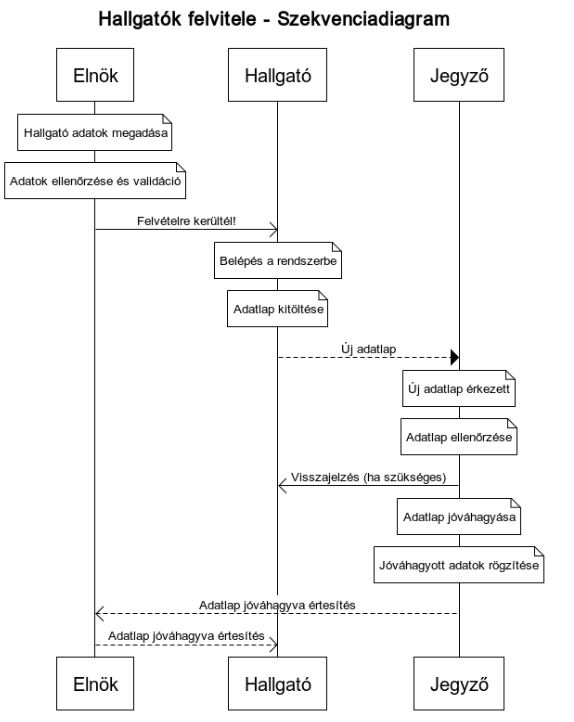 Hallgatók felvitele - Szekvenciadiagram
Elnök
Hallgató
Jegyző
Hallgató adatok megadása
Adatok ellenőrzése és validáció
Felvételre kerültél!
Belépés a rendszerbe
Adatlap kitöltése
Új adatlap
Új adatlap érkezett
Adatlap ellenőrzése
Visszajelzés (ha szükséges)
Adatlap jóváhagyása
Jóváhagyott adatok rögzítése
Adatlap jóváhagyva értesítés
Adatlap jóváhagyva értesítés
Elnök
Hallgató
Jegyző